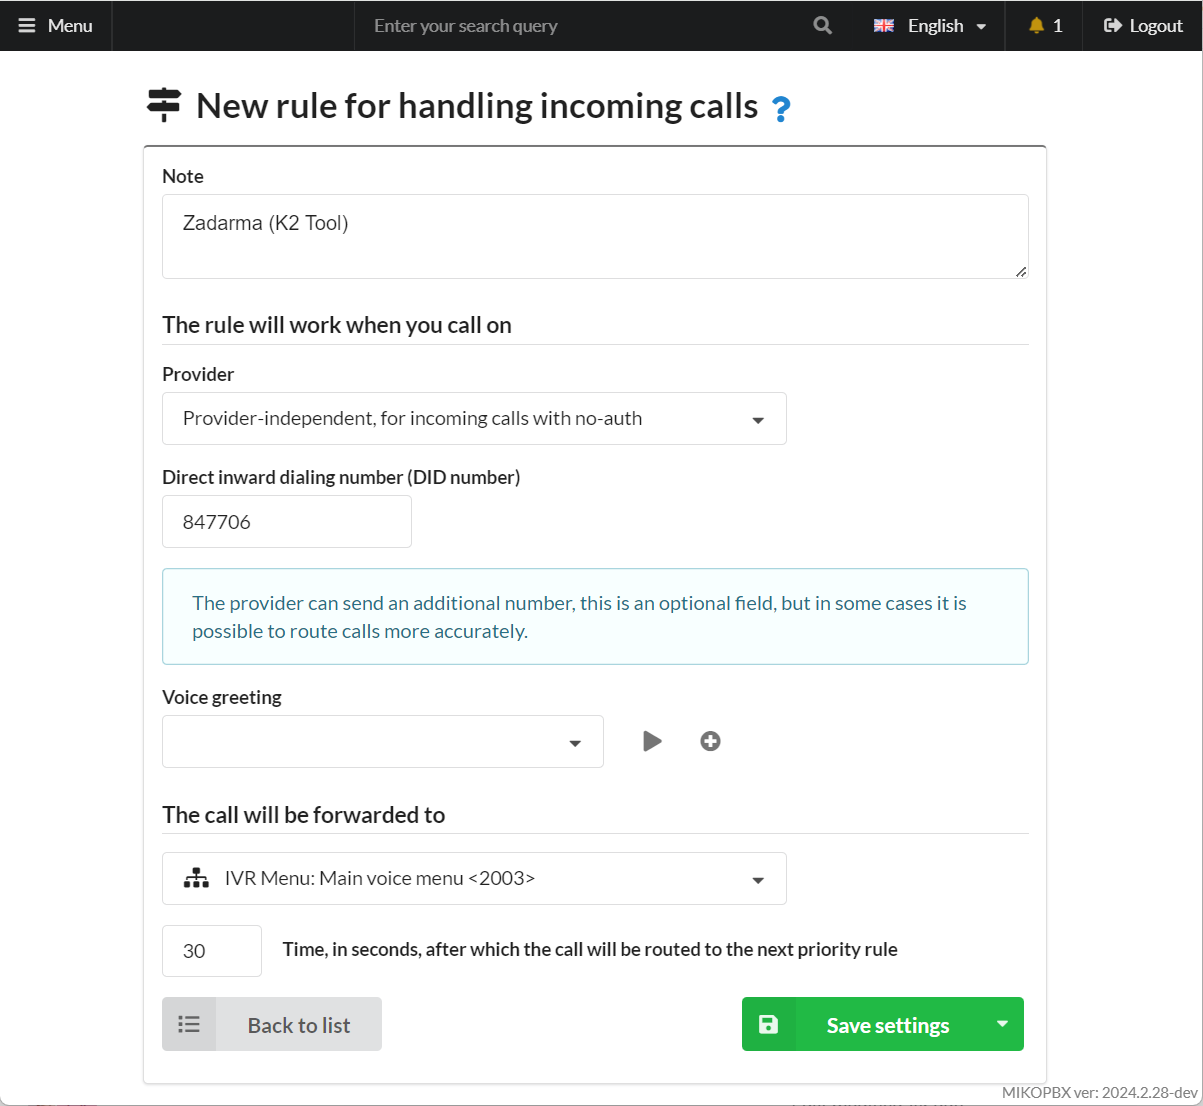 Menu
Enter your search query
English
1
Logout
New rule for handling incoming calls ?
Note
Zadarma (K2 Tool)
The rule will work when you call on
Provider
Provider-independent, for incoming calls with no-auth
Direct inward dialing number (DID number)
847706
The provider can send an additional number, this is an optional field, but in some cases it is
possible to route calls more accurately.
Voice greeting
The call will be forwarded to
IVR Menu: Main voice menu <2003>
30
Time, in seconds, after which the call will be routed to the next priority rule
Back to list
Save settings
MIKOPBX ver: 2024.2.28-dev